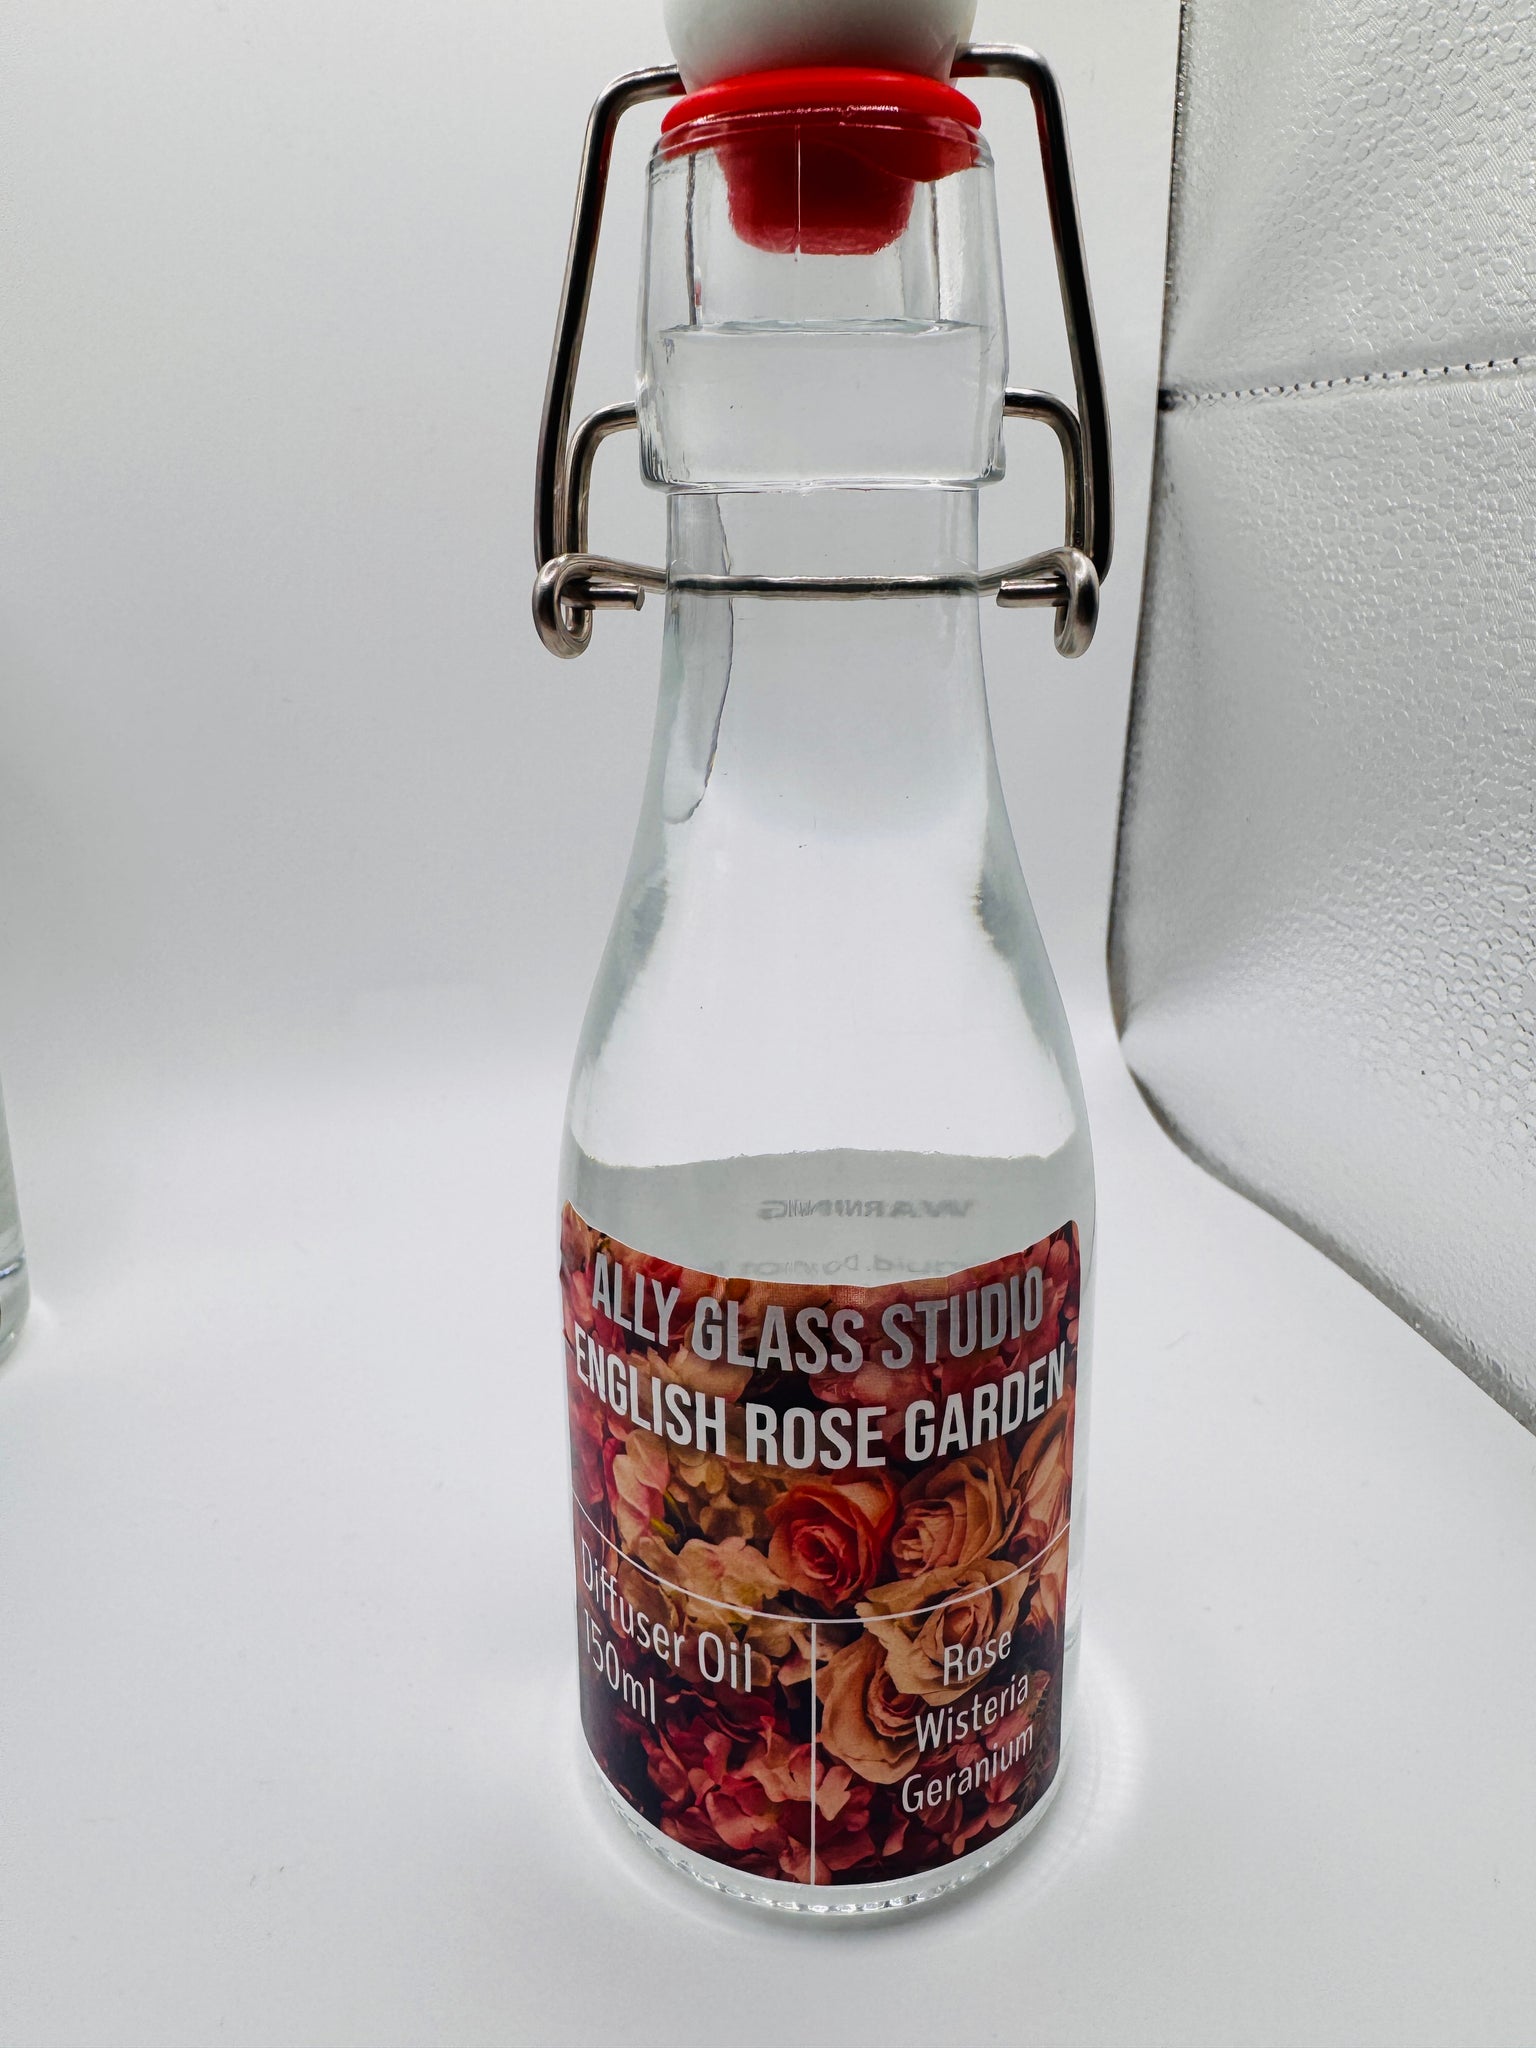 WARNING
ALLY GLASS STUDIO
ENGLISH ROSE GARDEN
Diffuser Oil
150ml
Rose
Wisteria
Geranium